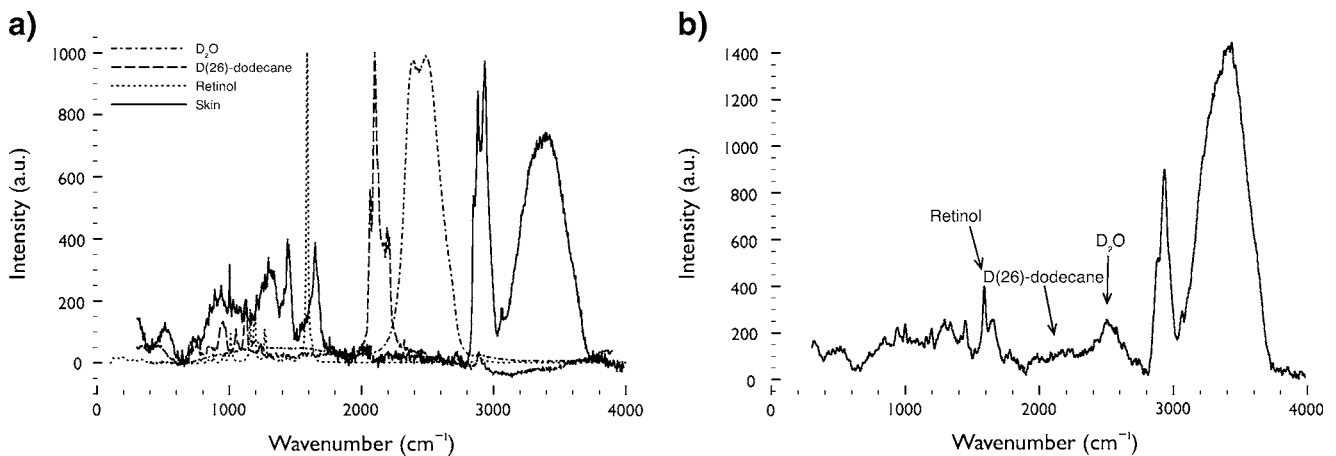 a)
D₂O
D(26)-dodecane
Retinol
Skin
1000
800
600
400
200
0
Intensity (a.u.)
0 1000 2000 3000 4000
Wavenumber (cm⁻¹)
b)
1400
1200
1000
800
600
400
200
0
Intensity (a.u.)
Retinol
D(26)-dodecane
D₂O
0 1000 2000 3000 4000
Wavenumber (cm⁻¹)